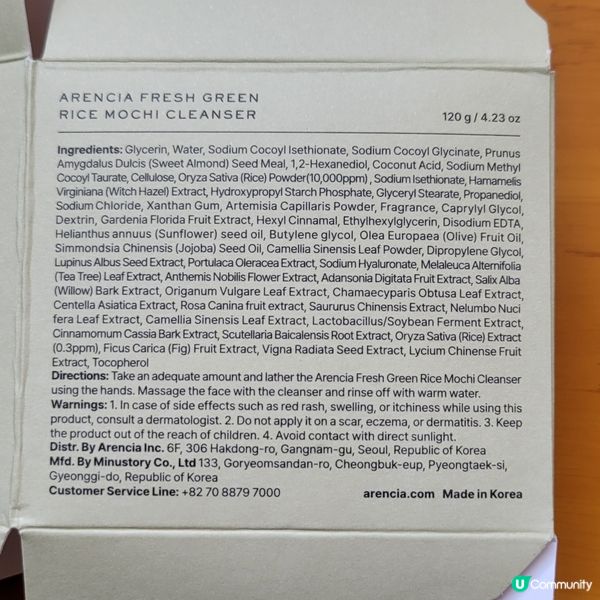 ARENCIA FRESH GREEN
RICE MOCHI CLEANSER
120 g / 4.23 oz
Ingredients: Glycerin, Water, Sodium Cocoyl Isethionate, Sodium Cocoyl Glycinate, Prunus
Amygdalus Dulcis (Sweet Almond) Seed Meal, 1,2-Hexanediol, Coconut Acid, Sodium Methyl
Cocoyl Taurate, Cellulose, Oryza Sativa (Rice) Powder(10,000ppm) , Sodium Isethionate, Hamamelis
Virginiana (Witch Hazel) Extract, Hydroxypropyl Starch Phosphate, Glyceryl Stearate, Propanediol,
Sodium Chloride, Xanthan Gum, Artemisia Capillaris Powder, Fragrance, Caprylyl Glycol,
Dextrin, Gardenia Florida Fruit Extract, Hexyl Cinnamal, Ethylhexylglycerin, Disodium EDTA,
Helianthus annuus (Sunflower) seed oil, Butylene glycol, Olea Europaea (Olive) Fruit Oil,
Simmondsia Chinensis (Jojoba) Seed Oil, Camellia Sinensis Leaf Powder, Dipropylene Glycol,
Lupinus Albus Seed Extract, Portulaca Oleracea Extract, Sodium Hyaluronate, Melaleuca Alternifolia
(Tea Tree) Leaf Extract, Anthemis Nobilis Flower Extract, Adansonia Digitata Fruit Extract, Salix Alba
(Willow) Bark Extract, Origanum Vulgare Leaf Extract, Chamaecyparis Obtusa Leaf Extract,
Centella Asiatica Extract, Rosa Canina fruit extract, Saururus Chinensis Extract, Nelumbo Nuci
fera Leaf Extract, Camellia Sinensis Leaf Extract, Lactobacillus/Soybean Ferment Extract,
Cinnamomum Cassia Bark Extract, Scutellaria Baicalensis Root Extract, Oryza Sativa (Rice) Extract
(0.3ppm), Ficus Carica (Fig) Fruit Extract, Vigna Radiata Seed Extract, Lycium Chinense Fruit
Extract, Tocopherol
Directions: Take an adequate amount and lather the Arencia Fresh Green Rice Mochi Cleanser
using the hands. Massage the face with the cleanser and rinse off with warm water.
Warnings: 1. In case of side effects such as red rash, swelling, or itchiness while using this
product, consult a dermatologist. 2. Do not apply it on a scar, eczema, or dermatitis. 3. Keep
the product out of the reach of children. 4. Avoid contact with direct sunlight.
Distr. By Arencia Inc. 6F, 306 Hakdong-ro, Gangnam-gu, Seoul, Republic of Korea
Mfd. By Minustory Co., Ltd 133, Goryeomsandan-ro, Cheongbuk-eup, Pyeongtaek-si,
Gyeonggi-do, Republic of Korea
Customer Service Line: +82 70 8879 7000
arencia.com Made in Korea
U Community